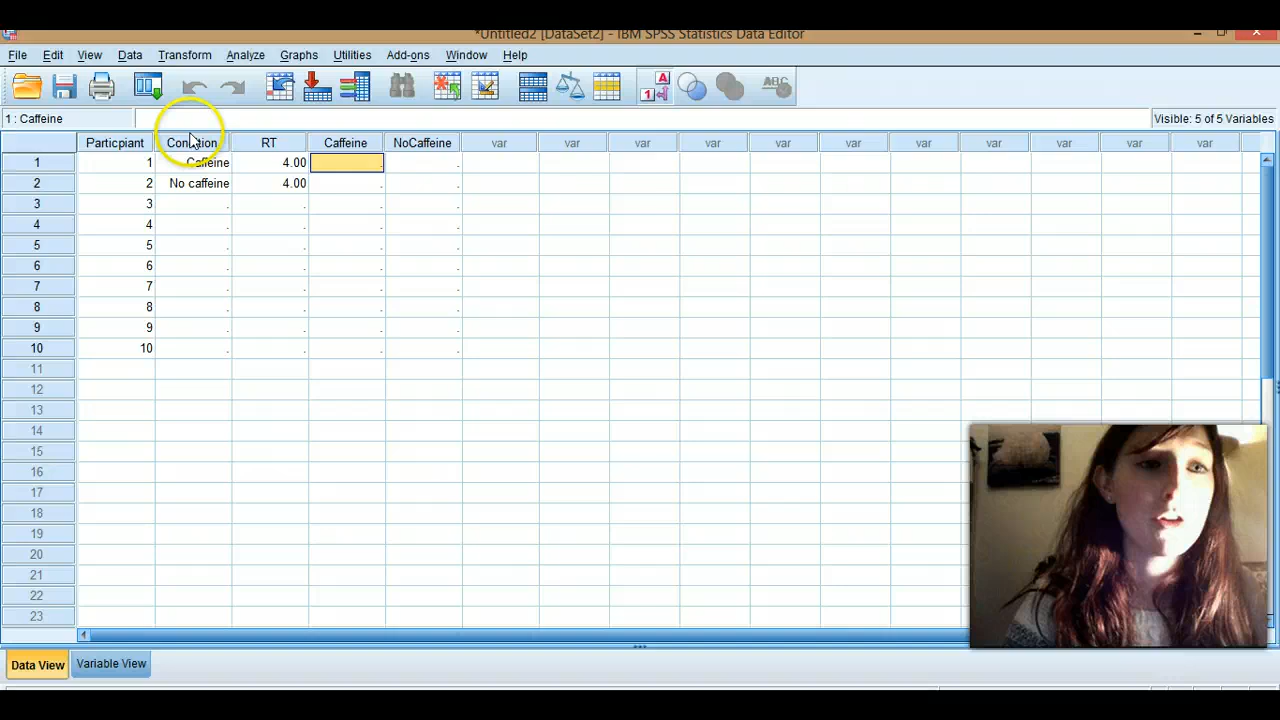 *Untitled2 [DataSet2] - IBM SPSS Statistics Data Editor
File Edit View Data Transform Analyze Graphs Utilities Add-ons Window Help
A
1
ABC
1 : Caffeine
Visible: 5 of 5 Variables
Particpiant Condition RT Caffeine NoCaffeine var var var var var var var var var var var
1 1 Caffeine 4.00 .
2 2 No caffeine 4.00 . .
3 3 . . . .
4 4 . . . .
5 5 . . . .
6 6 . . . .
7 7 . . . .
8 8 . . . .
9 9 . . . .
10 10 . . . .
11
12
13
14
15
16
17
18
19
20
21
22
23
Data View Variable View